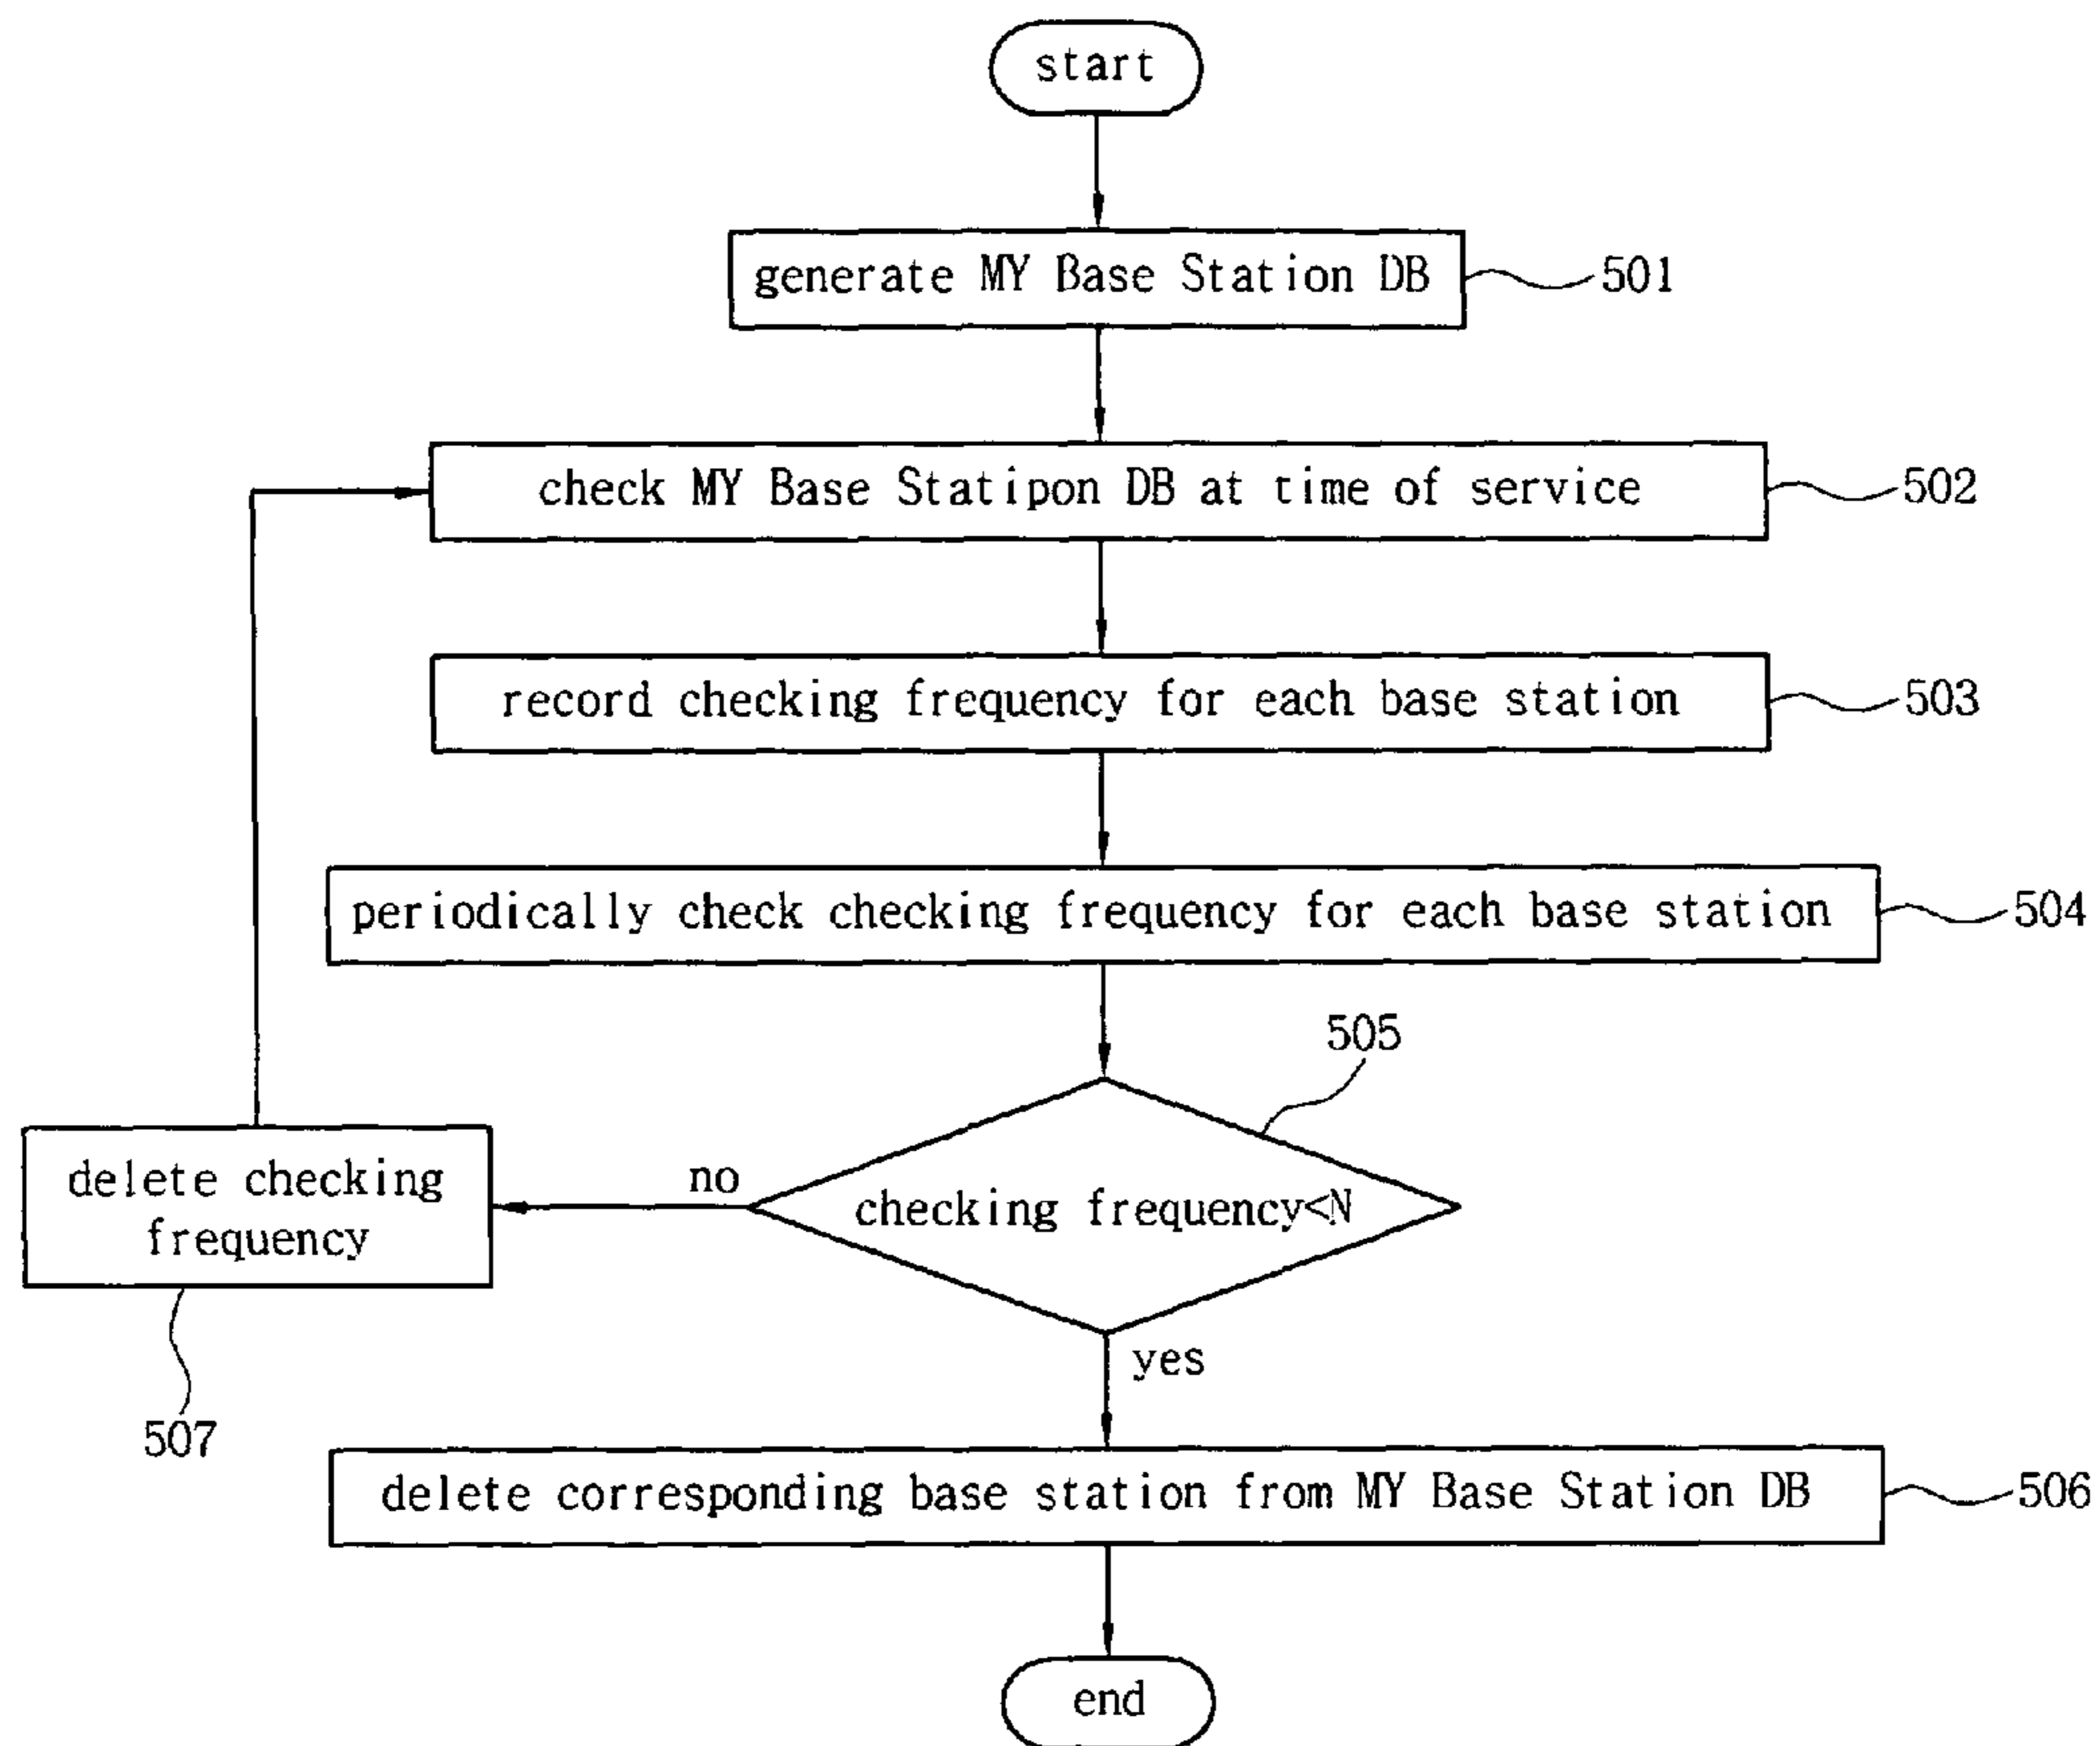 start
generate MY Base Station DB
501
check MY Base Statipon DB at time of service
502
record checking frequency for each base station
503
periodically check checking frequency for each base station
504
505
checking frequency<N
no
delete checking
frequency
507
yes
delete corresponding base station from MY Base Station DB
506
end